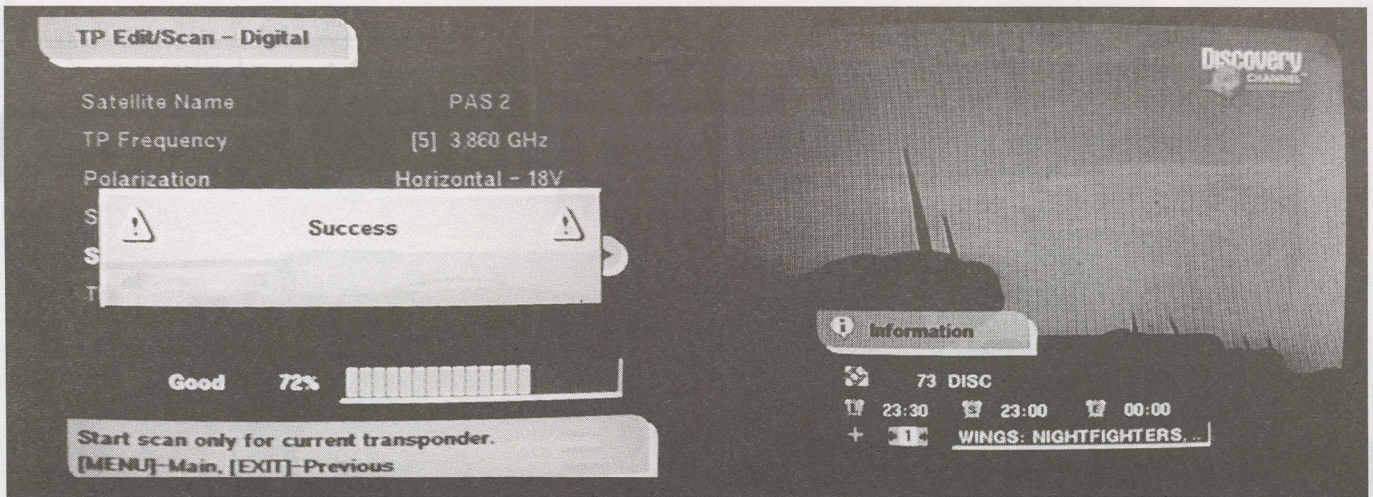 TP Edit/Scan - Digital
Satellite Name PAS 2
TP Frequency [5] 3,860 GHz
Polarization Horizontal - 18V
S
Success
S
T
Good 72%
Start scan only for current transponder.
[MENU]-Main, [EXIT]-Previous
Discovery
CHANNEL
Information
73 DISC
23:30 23:00 00:00
+ 1 WINGS: NIGHTFIGHTERS, ..